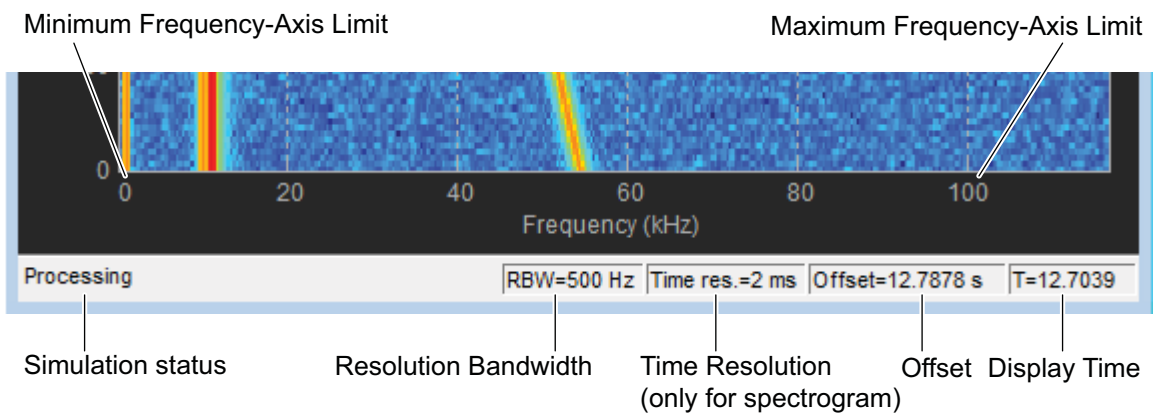 Minimum Frequency-Axis Limit
Maximum Frequency-Axis Limit
0
0
20
40
60
80
100
Frequency (kHz)
Processing
RBW=500 Hz
Time res.=2 ms
Offset=12.7878 s
T=12.7039
Simulation status
Resolution Bandwidth
Time Resolution
(only for spectrogram)
Offset
Display Time